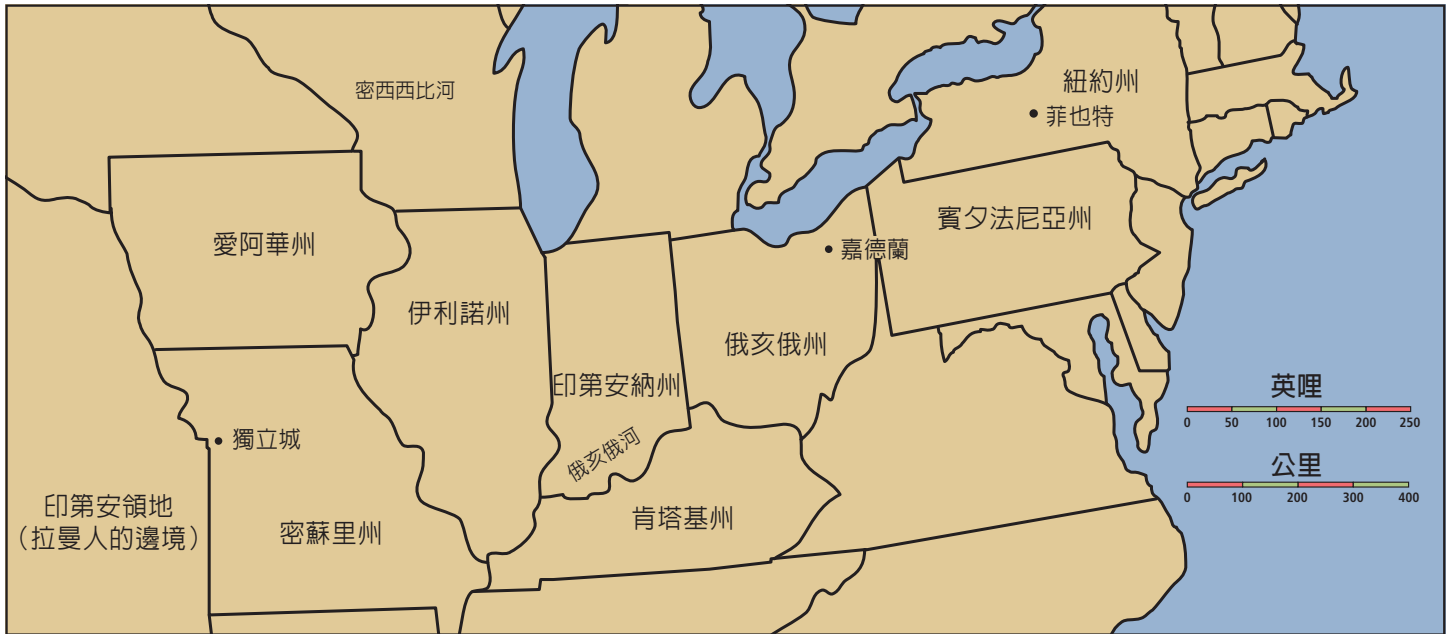 紐約州
密西西比河
菲也特
賓夕法尼亞州
愛阿華州
嘉德蘭
伊利諾州
俄亥俄州
印第安納州
英哩
0 50 100 150 200 250
獨立城
俄亥俄河
公里
0 100 200 300 400
印第安領地
（拉曼人的邊境）
密蘇里州
肯塔基州